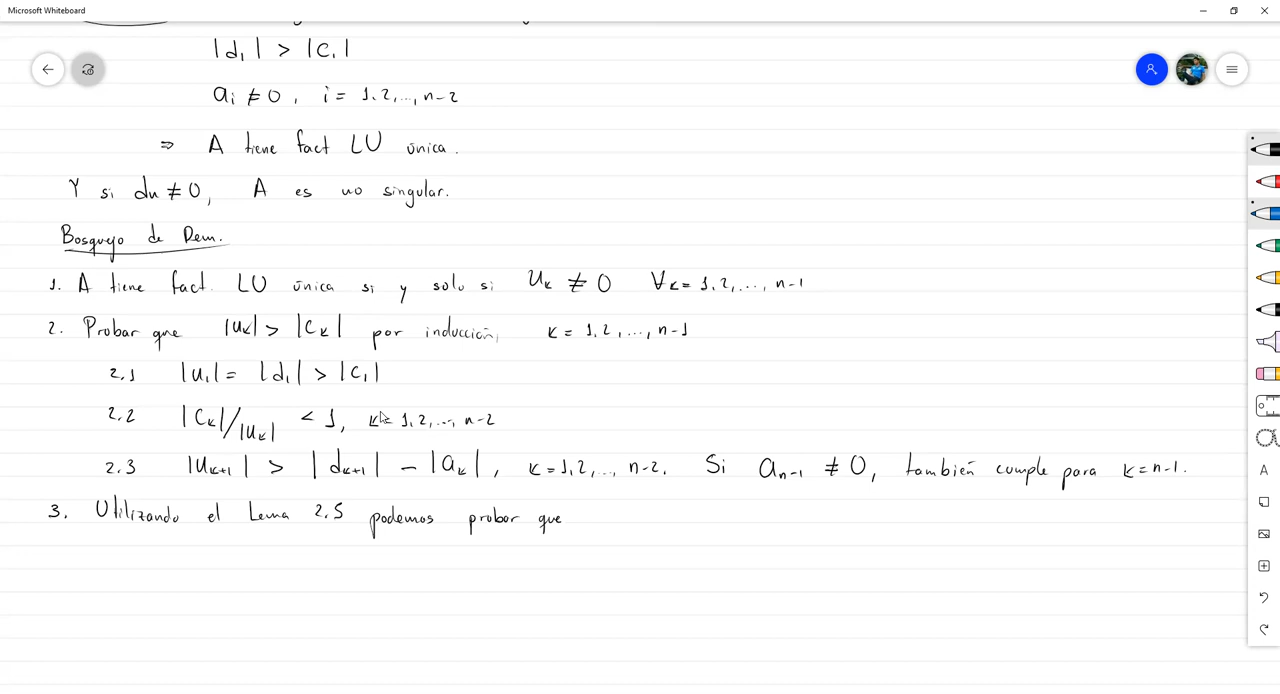 Microsoft Whiteboard
|d₁| > |c₁|
aᵢ ≠ 0, i = 1,2,...,n-2
⇒ A tiene fact LU única.
Y si dn ≠ 0, A es no singular.
Bosquejo de Dem.
1. A tiene fact. LU única si y solo si uₖ ≠ 0 ∀ₖ = 1,2,...,n-1
2. Probar que |uₖ| > |cₖ| por inducción, k = 1,2,...,n-1
2.1 |u₁| = |d₁| > |c₁|
2.2 |cₖ|/|uₖ| < 1, k = 1,2,...,n-2
2.3 |uₖ₊₁| > |dₖ₊₁| - |aₖ|, k = 1,2,...,n-2. Si aₙ₋₁ ≠ 0, también cumple para k = n-1.
3. Utilizando el Lema 2.5 podemos probar que
A